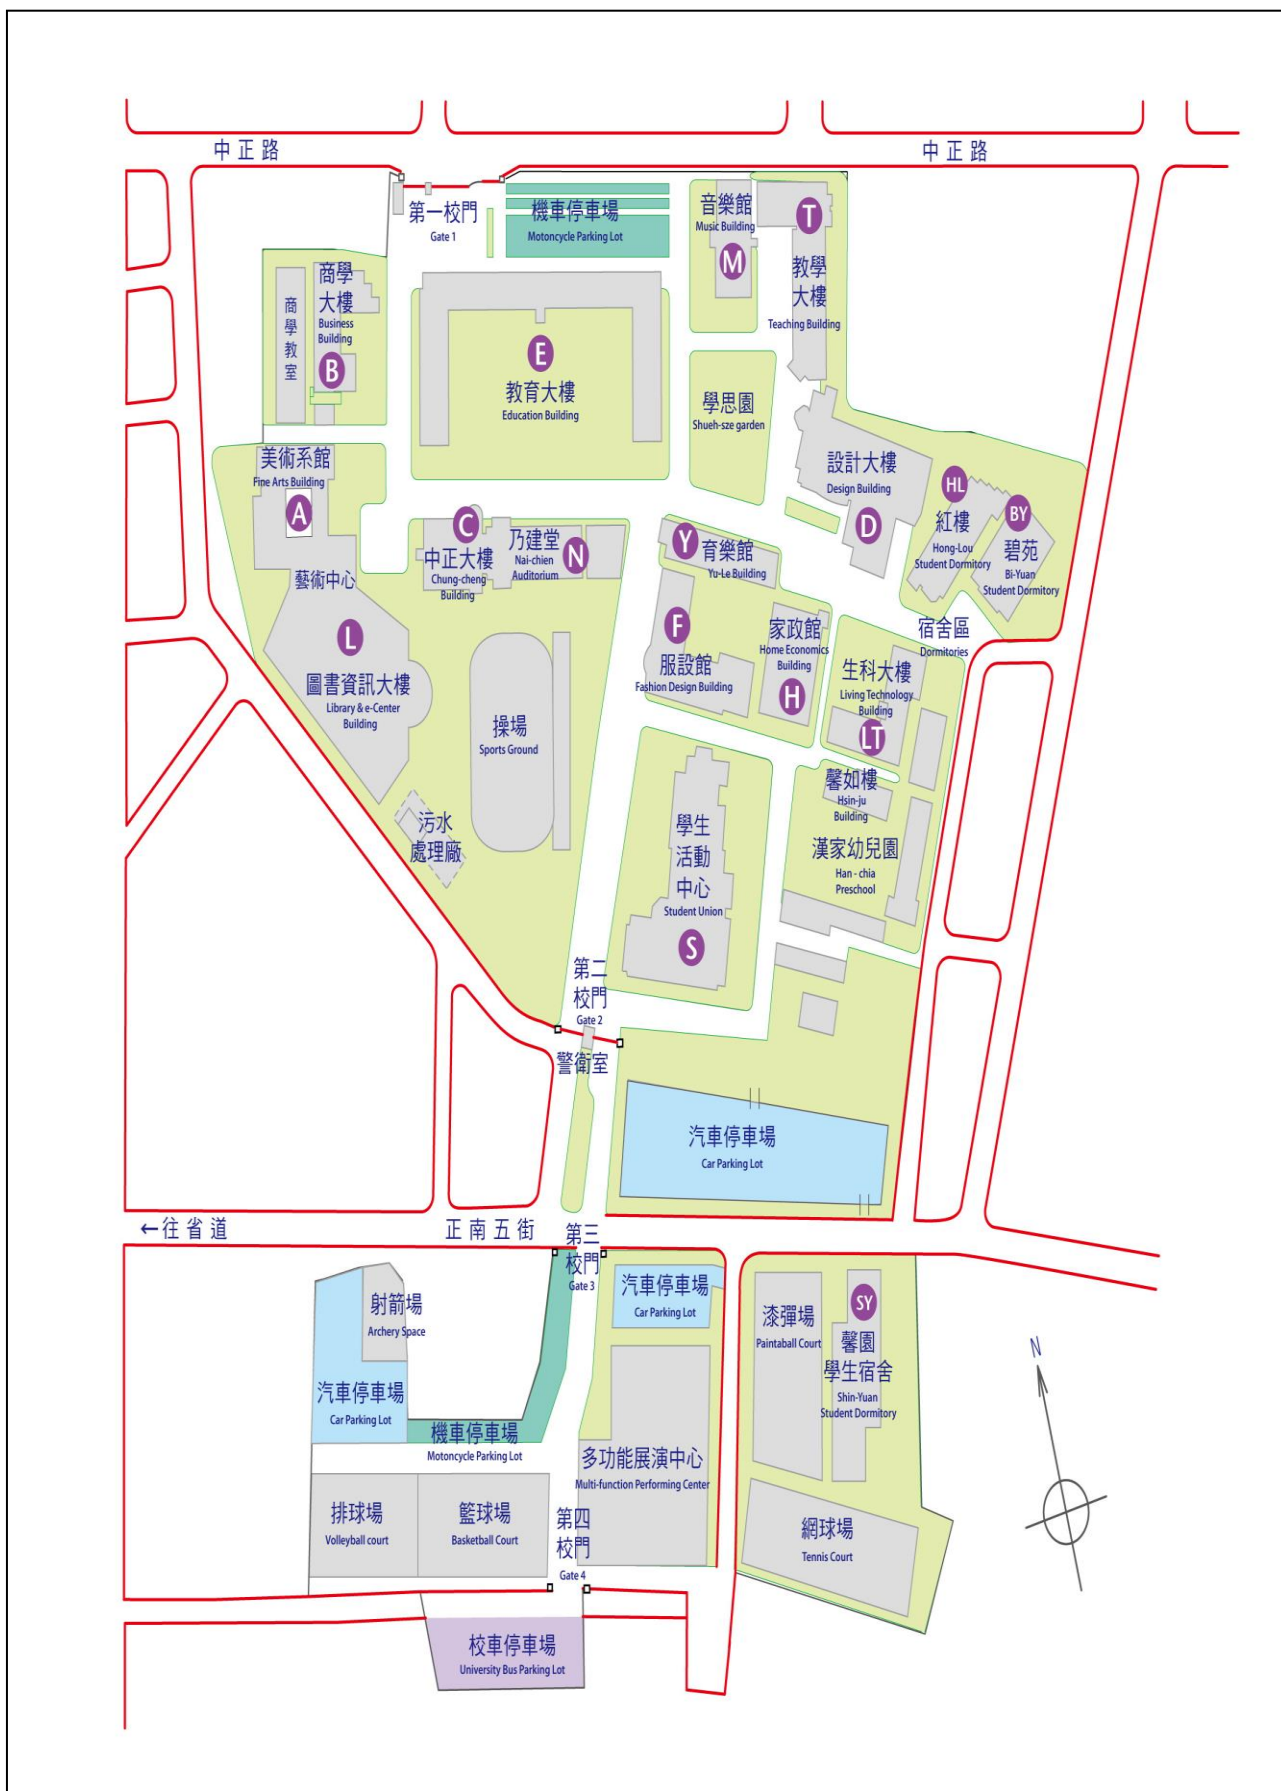 中正路
中正路
第一校門
Gate 1
機車停車場
Motoncycle Parking Lot
音樂館
Music Building
M
T
教學
大樓
Teaching Building
商學
大樓
Business
Building
B
商學教室
E
教育大樓
Education Building
學思園
Shueh-sze garden
設計大樓
Design Building
D
HL
紅樓
Hong-Lou
Student Dormitory
BY
碧苑
Bi-Yuan
Student Dormitory
美術系館
Fine Arts Building
A
藝術中心
C
中正大樓
Chung-cheng
Building
乃建堂
Nai-chien
Auditorium
N
Y
育樂館
Yu-Le Building
宿舍區
Dormitories
L
圖書資訊大樓
Library & e-Center
Building
F
服設館
Fashion Design Building
家政館
Home Economics
Building
H
生科大樓
Living Technology
Building
LT
操場
Sports Ground
污水
處理廠
馨如樓
Hsin-ju
Building
漢家幼兒園
Han - chia
Preschool
學生
活動
中心
Student Union
S
第二
校門
Gate 2
警衛室
汽車停車場
Car Parking Lot
←往省道
正南五街
第三
校門
Gate 3
汽車停車場
Car Parking Lot
射箭場
Archery Space
汽車停車場
Car Parking Lot
機車停車場
Motoncycle Parking Lot
漆彈場
Paintaball Court
SY
馨園
學生宿舍
Shin-Yuan
Student Dormitory
N
多功能展演中心
Multi-function Performing Center
排球場
Volleyball court
籃球場
Basketball Court
第四
校門
Gate 4
網球場
Tennis Court
校車停車場
University Bus Parking Lot